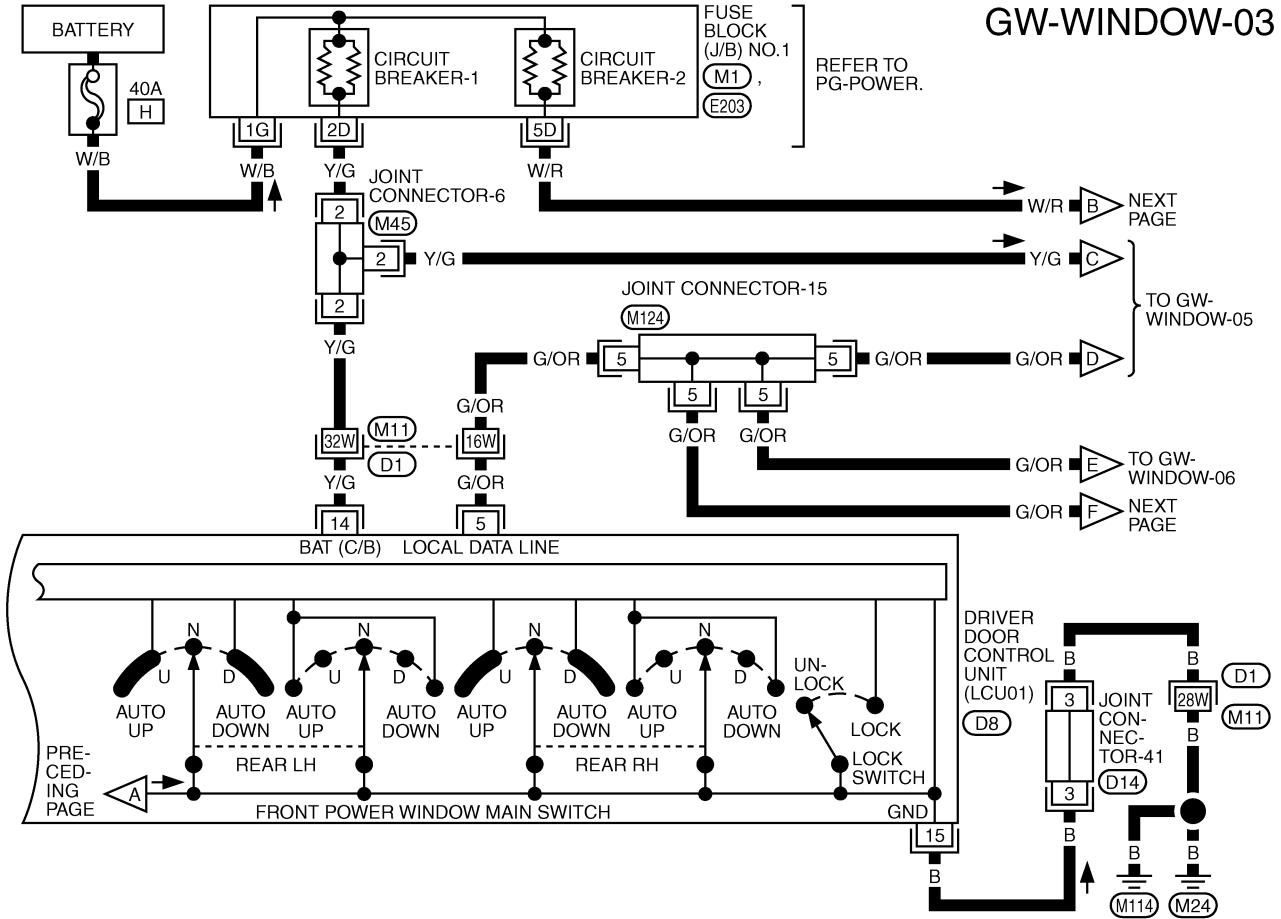 GW-WINDOW-03
BATTERY
40A
H
W/B
FUSE
BLOCK
(J/B) NO.1
M1 ,
E203
REFER TO
PG-POWER.
CIRCUIT
BREAKER-1
CIRCUIT
BREAKER-2
1G
2D
5D
W/B
Y/G
W/R
JOINT
CONNECTOR-6
M45
2
2
2
W/R
B
NEXT
PAGE
Y/G
Y/G
C
TO GW-
WINDOW-05
JOINT CONNECTOR-15
M124
Y/G
G/OR
5
5
G/OR
G/OR
D
5
5
G/OR
G/OR
G/OR
M11
32W
16W
D1
G/OR
E
TO GW-
WINDOW-06
Y/G
G/OR
G/OR
F
NEXT
PAGE
14
5
BAT (C/B)
LOCAL DATA LINE
N
U
D
AUTO
UP
AUTO
DOWN
N
U
D
AUTO
UP
AUTO
DOWN
REAR LH
N
U
D
AUTO
UP
AUTO
DOWN
N
U
D
AUTO
UP
AUTO
DOWN
REAR RH
UN-
LOCK
LOCK
LOCK
SWITCH
PRE-
CED-
ING
PAGE
A
FRONT POWER WINDOW MAIN SWITCH
GND
15
B
DRIVER
DOOR
CONTROL
UNIT
(LCU01)
D8
B
3
JOINT
CON-
NEC-
TOR-41
D14
3
B
B
28W
D1
M11
B
B
B
M114
M24